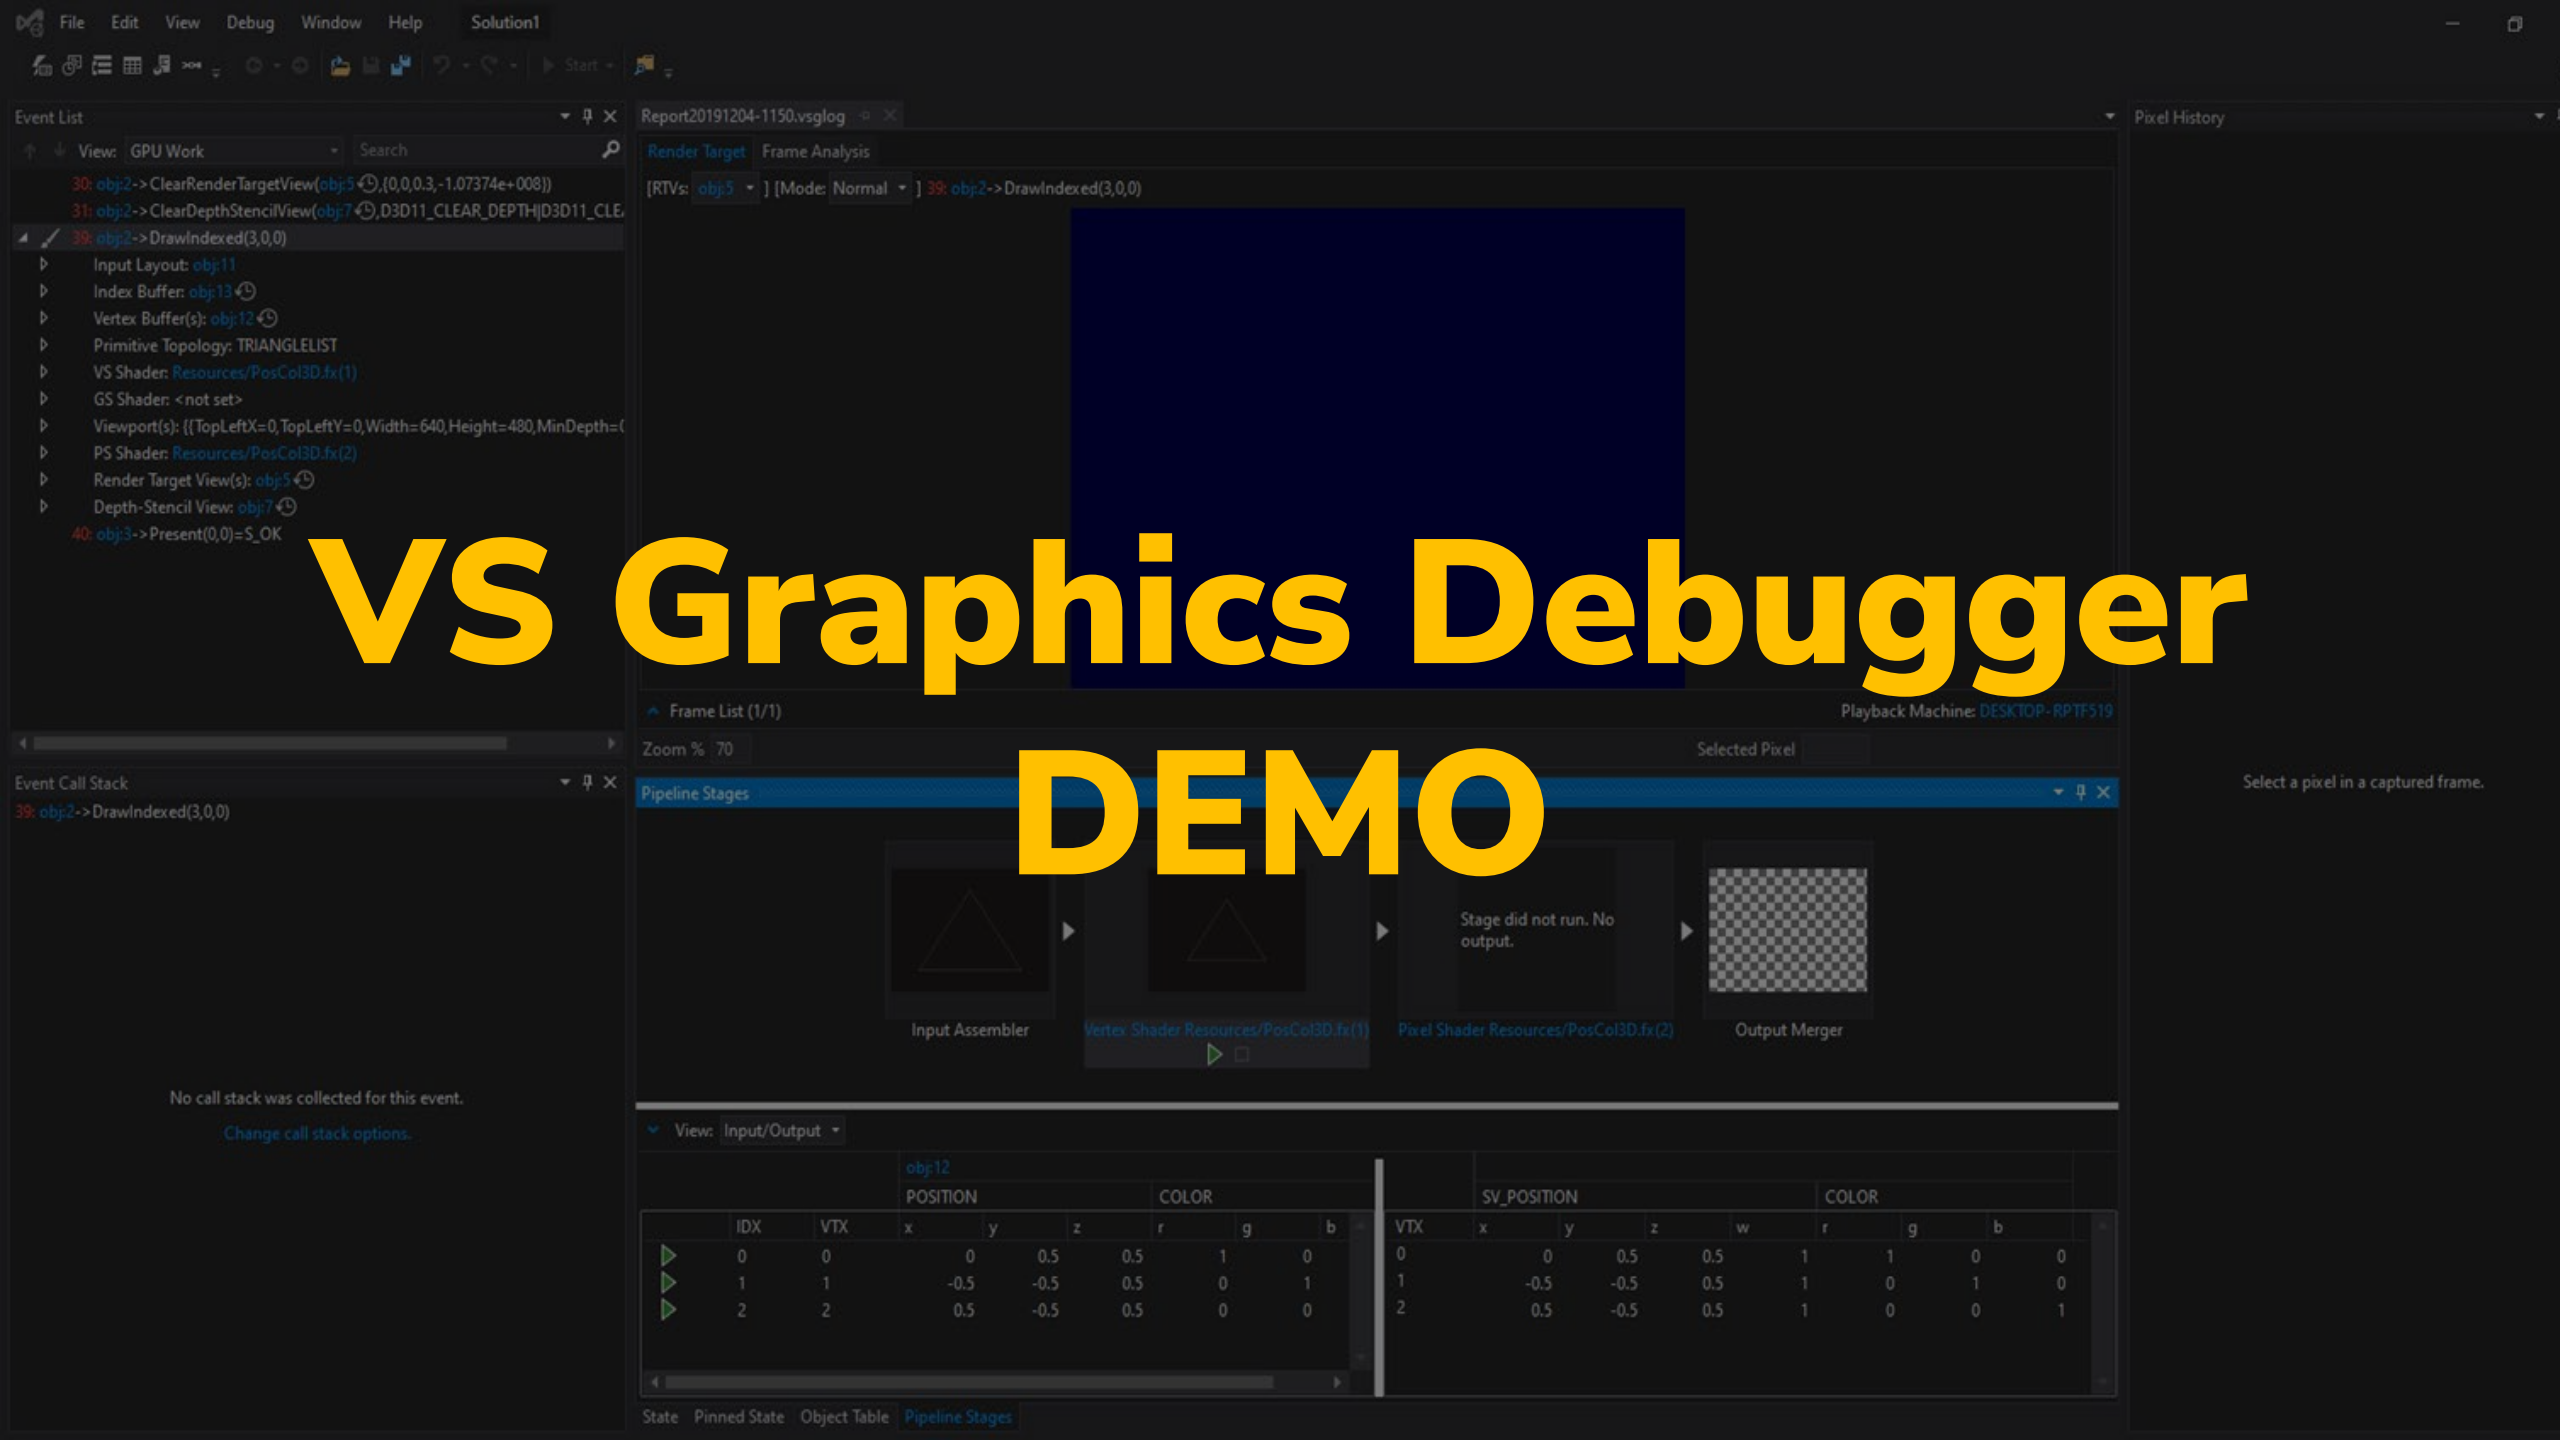 File Edit View Debug Window Help Solution1
Start
Event List
View: GPU Work Search
30: obj:2->ClearRenderTargetView(obj:5,{0,0,0.3,-1.07374e+008})
31: obj:2->ClearDepthStencilView(obj:7,D3D11_CLEAR_DEPTH|D3D11_CLE
39: obj:2->DrawIndexed(3,0,0)
Input Layout: obj:11
Index Buffer: obj:13
Vertex Buffer(s): obj:12
Primitive Topology: TRIANGLELIST
VS Shader: Resources/PosCol3D.fx(1)
GS Shader: <not set>
Viewport(s): {{TopLeftX=0,TopLeftY=0,Width=640,Height=480,MinDepth=0
PS Shader: Resources/PosCol3D.fx(2)
Render Target View(s): obj:5
Depth-Stencil View: obj:7
40: obj:3->Present(0,0)=S_OK
Report20191204-1150.vsglog
Render Target Frame Analysis
[RTVs: obj:5 ] [Mode: Normal ] 39: obj:2->DrawIndexed(3,0,0)
Pixel History
VS Graphics Debugger
DEMO
Frame List (1/1)
Playback Machine: DESKTOP-RPTF519
Zoom % 70
Selected Pixel
Select a pixel in a captured frame.
Event Call Stack
39: obj:2->DrawIndexed(3,0,0)
No call stack was collected for this event.
Change call stack options.
Pipeline Stages
Stage did not run. No
output.
Input Assembler
Vertex Shader Resources/PosCol3D.fx(1)
Pixel Shader Resources/PosCol3D.fx(2)
Output Merger
View: Input/Output
obj:12
POSITION COLOR
IDX VTX x y z r g b
0 0 0 0.5 0.5 1 0
1 1 -0.5 -0.5 0.5 0 1
2 2 0.5 -0.5 0.5 0 0
SV_POSITION COLOR
VTX x y z w r g b
0 0 0.5 0.5 1 1 0 0
1 -0.5 -0.5 0.5 1 0 1 0
2 0.5 -0.5 0.5 1 0 0 1
State Pinned State Object Table Pipeline Stages